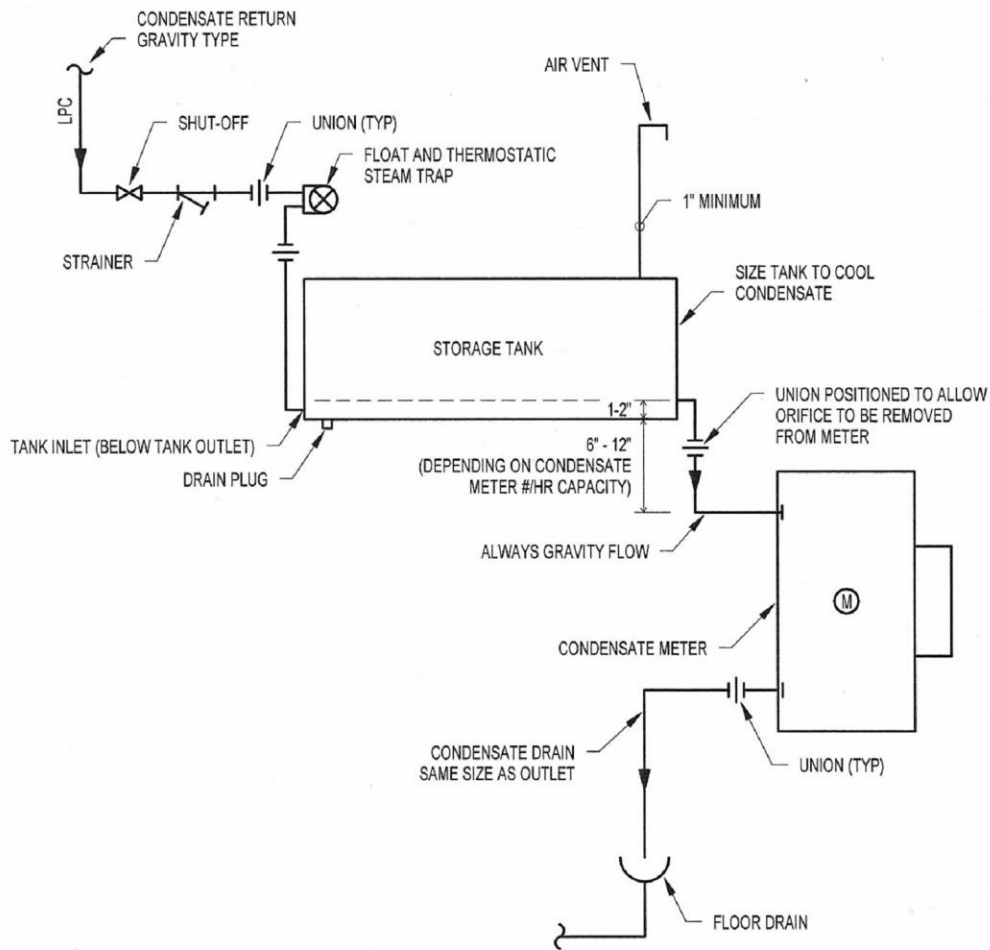 CONDENSATE RETURN
GRAVITY TYPE
AIR VENT
LPC
SHUT-OFF
UNION (TYP)
FLOAT AND THERMOSTATIC
STEAM TRAP
1" MINIMUM
STRAINER
SIZE TANK TO COOL
CONDENSATE
STORAGE TANK
1-2"
UNION POSITIONED TO ALLOW
ORIFICE TO BE REMOVED
FROM METER
TANK INLET (BELOW TANK OUTLET)
DRAIN PLUG
6" - 12"
(DEPENDING ON CONDENSATE
METER #/HR CAPACITY)
ALWAYS GRAVITY FLOW
M
CONDENSATE METER
CONDENSATE DRAIN
SAME SIZE AS OUTLET
UNION (TYP)
FLOOR DRAIN